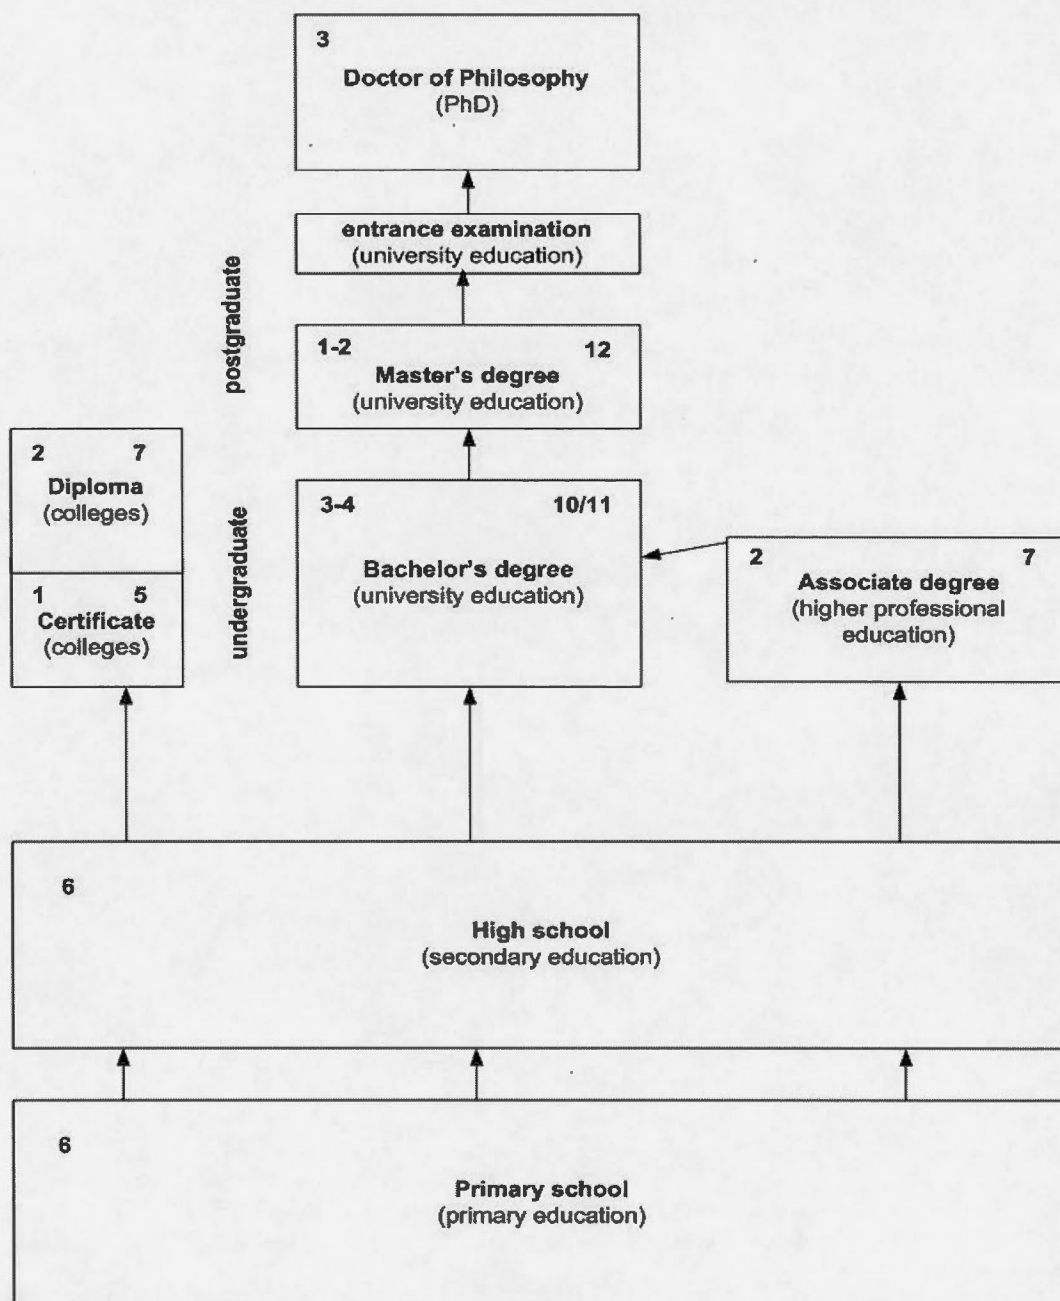 3
Doctor of Philosophy
(PhD)
entrance examination
(university education)
postgraduate
1-2 12
Master's degree
(university education)
2 7
Diploma
(colleges)
1 5
Certificate
(colleges)
undergraduate
3-4 10/11
Bachelor's degree
(university education)
2 7
Associate degree
(higher professional
education)
6
High school
(secondary education)
6
Primary school
(primary education)